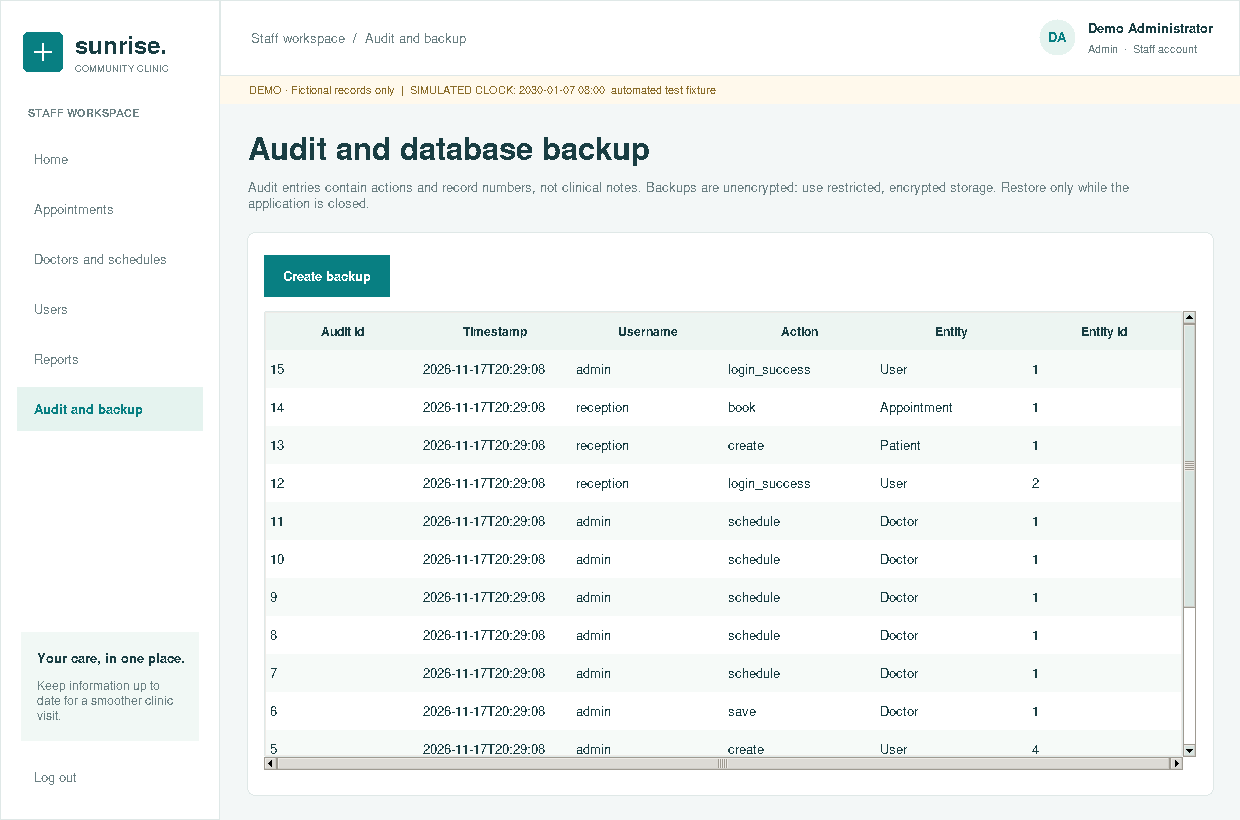 sunrise.
COMMUNITY CLINIC
STAFF WORKSPACE
Home
Appointments
Doctors and schedules
Users
Reports
Audit and backup
Your care, in one place.
Keep information up to
date for a smoother clinic
visit.
Log out
Staff workspace / Audit and backup
DA
Demo Administrator
Admin · Staff account
DEMO · Fictional records only | SIMULATED CLOCK: 2030-01-07 08:00 automated test fixture
Audit and database backup
Audit entries contain actions and record numbers, not clinical notes. Backups are unencrypted: use restricted, encrypted storage. Restore only while the
application is closed.
Create backup
Audit Id Timestamp Username Action Entity Entity Id
15 2026-11-17T20:29:08 admin login_success User 1
14 2026-11-17T20:29:08 reception book Appointment 1
13 2026-11-17T20:29:08 reception create Patient 1
12 2026-11-17T20:29:08 reception login_success User 2
11 2026-11-17T20:29:08 admin schedule Doctor 1
10 2026-11-17T20:29:08 admin schedule Doctor 1
9 2026-11-17T20:29:08 admin schedule Doctor 1
8 2026-11-17T20:29:08 admin schedule Doctor 1
7 2026-11-17T20:29:08 admin schedule Doctor 1
6 2026-11-17T20:29:08 admin save Doctor 1
5 2026-11-17T20:29:08 admin create User 4